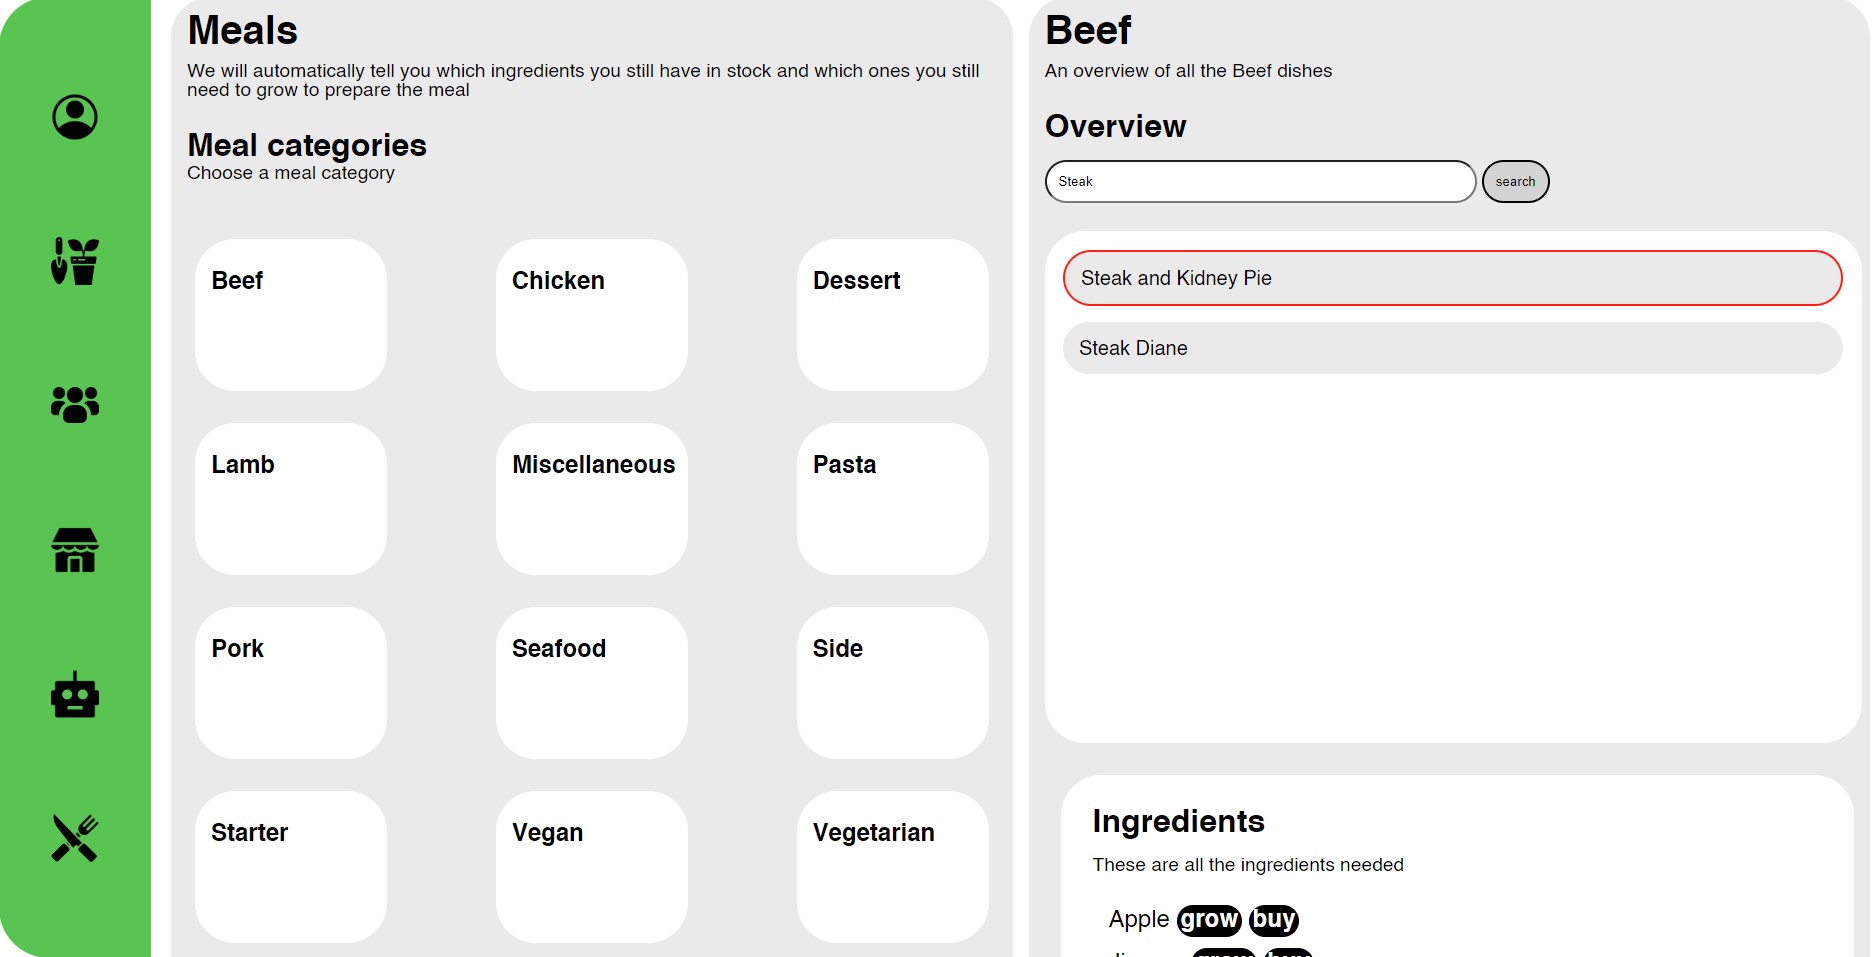 Meals
We will automatically tell you which ingredients you still have in stock and which ones you still
need to grow to prepare the meal
Meal categories
Choose a meal category
Beef
Chicken
Dessert
Lamb
Miscellaneous
Pasta
Pork
Seafood
Side
Starter
Vegan
Vegetarian
Beef
An overview of all the Beef dishes
Overview
Steak
search
Steak and Kidney Pie
Steak Diane
Ingredients
These are all the ingredients needed
Apple grow buy